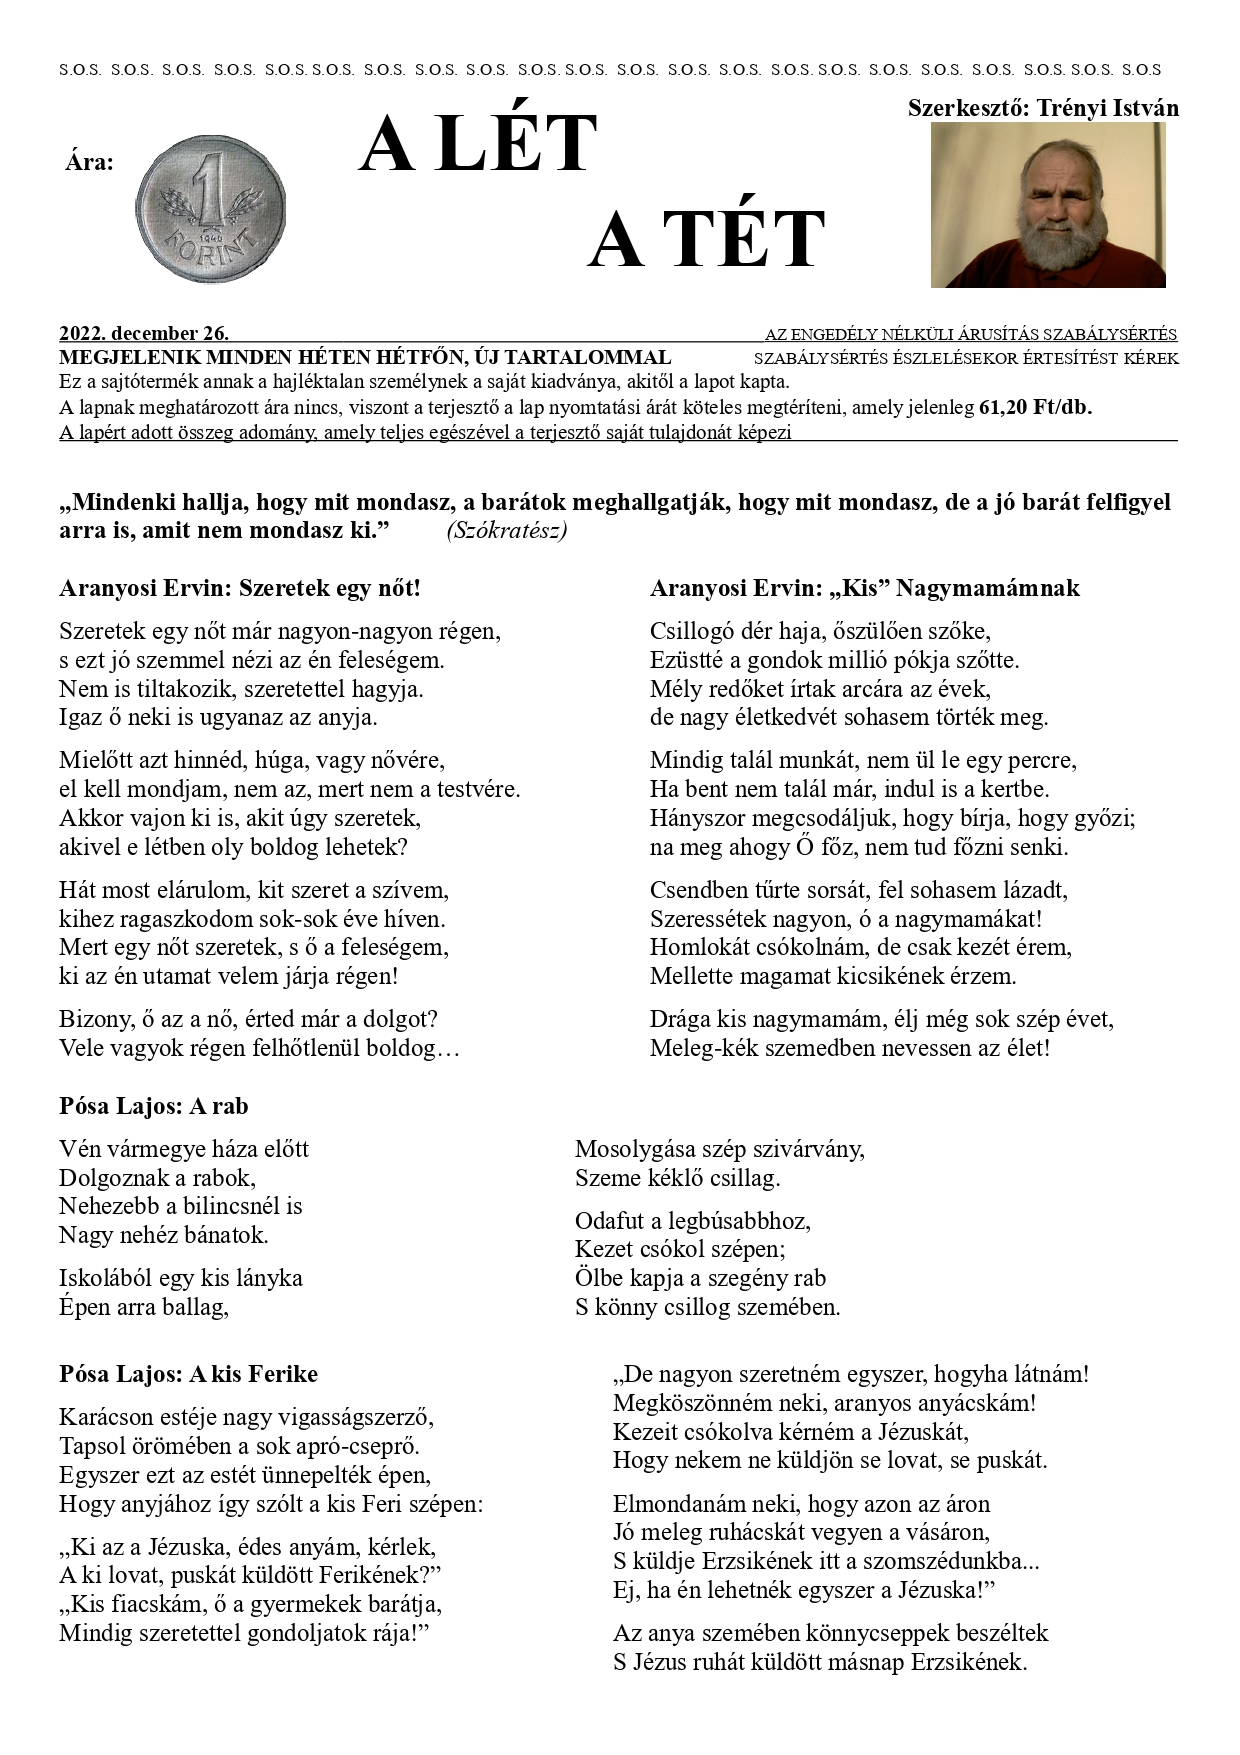 S.O.S. S.O.S. S.O.S. S.O.S. S.O.S. S.O.S. S.O.S. S.O.S. S.O.S. S.O.S. S.O.S. S.O.S. S.O.S. S.O.S. S.O.S. S.O.S. S.O.S. S.O.S. S.O.S. S.O.S. S.O.S. S.O.S
Szerkesztő: Trényi István
Ára:
1
1946
FORINT
A LÉT
A TÉT
2022. december 26. AZ ENGEDÉLY NÉLKÜLI ÁRUSÍTÁS SZABÁLYSÉRTÉS
MEGJELENIK MINDEN HÉTEN HÉTFŐN, ÚJ TARTALOMMAL SZABÁLYSÉRTÉS ÉSZLELÉSEKOR ÉRTESÍTÉST KÉREK
Ez a sajtótermék annak a hajléktalan személynek a saját kiadványa, akitől a lapot kapta.
A lapnak meghatározott ára nincs, viszont a terjesztő a lap nyomtatási árát köteles megtéríteni, amely jelenleg 61,20 Ft/db.
A lapért adott összeg adomány, amely teljes egészével a terjesztő saját tulajdonát képezi
„Mindenki hallja, hogy mit mondasz, a barátok meghallgatják, hogy mit mondasz, de a jó barát felfigyel
arra is, amit nem mondasz ki.” (Szókratész)
Aranyosi Ervin: Szeretek egy nőt!
Szeretek egy nőt már nagyon-nagyon régen,
s ezt jó szemmel nézi az én feleségem.
Nem is tiltakozik, szeretettel hagyja.
Igaz ő neki is ugyanaz az anyja.
Mielőtt azt hinnéd, húga, vagy nővére,
el kell mondjam, nem az, mert nem a testvére.
Akkor vajon ki is, akit úgy szeretek,
akivel e létben oly boldog lehetek?
Hát most elárulom, kit szeret a szívem,
kihez ragaszkodom sok-sok éve híven.
Mert egy nőt szeretek, s ő a feleségem,
ki az én utamat velem járja régen!
Bizony, ő az a nő, érted már a dolgot?
Vele vagyok régen felhőtlenül boldog…
Aranyosi Ervin: „Kis” Nagymamámnak
Csillogó dér haja, őszülően szőke,
Ezüstté a gondok millió pókja szőtte.
Mély redőket írtak arcára az évek,
de nagy életkedvét sohasem törték meg.
Mindig talál munkát, nem ül le egy percre,
Ha bent nem talál már, indul is a kertbe.
Hányszor megcsodáljuk, hogy bírja, hogy győzi;
na meg ahogy Ő főz, nem tud főzni senki.
Csendben tűrte sorsát, fel sohasem lázadt,
Szeressétek nagyon, ó a nagymamákat!
Homlokát csókolnám, de csak kezét érem,
Mellette magamat kicsikének érzem.
Drága kis nagymamám, élj még sok szép évet,
Meleg-kék szemedben nevessen az élet!
Pósa Lajos: A rab
Vén vármegye háza előtt
Dolgoznak a rabok,
Nehezebb a bilincsnél is
Nagy nehéz bánatok.
Iskolából egy kis lányka
Épen arra ballag,
Mosolygása szép szivárvány,
Szeme kéklő csillag.
Odafut a legbúsabbhoz,
Kezet csókol szépen;
Ölbe kapja a szegény rab
S könny csillog szemében.
Pósa Lajos: A kis Ferike
Karácson estéje nagy vigasságszerző,
Tapsol örömében a sok apró-cseprő.
Egyszer ezt az estét ünnepelték épen,
Hogy anyjához így szólt a kis Feri szépen:
„Ki az a Jézuska, édes anyám, kérlek,
A ki lovat, puskát küldött Ferikének?”
„Kis fiacskám, ő a gyermekek barátja,
Mindig szeretettel gondoljatok rája!”
„De nagyon szeretném egyszer, hogyha látnám!
Megköszönném neki, aranyos anyácskám!
Kezeit csókolva kérném a Jézuskát,
Hogy nekem ne küldjön se lovat, se puskát.
Elmondanám neki, hogy azon az áron
Jó meleg ruhácskát vegyen a vásáron,
S küldje Erzsikének itt a szomszédunkba...
Ej, ha én lehetnék egyszer a Jézuska!”
Az anya szemében könnycseppek beszéltek
S Jézus ruhát küldött másnap Erzsikének.